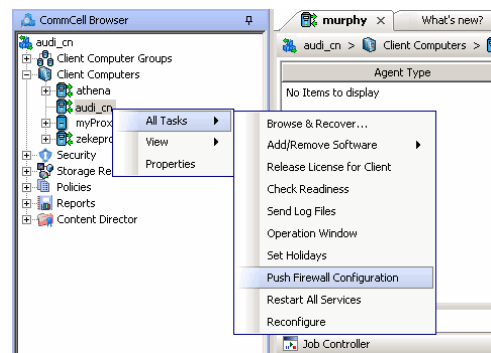 CommCell Browser
audi_cn
Client Computer Groups
Client Computers
athena
audi_cn
myProx
zekepro
Security
Storage Re
Policies
Reports
Content Director
All Tasks
View
Properties
Browse & Recover...
Add/Remove Software
Release License for Client
Check Readiness
Send Log Files
Operation Window
Set Holidays
Push Firewall Configuration
Restart All Services
Reconfigure
murphy
What's new?
audi_cn > Client Computers >
Agent Type
No Items to display
Job Controller